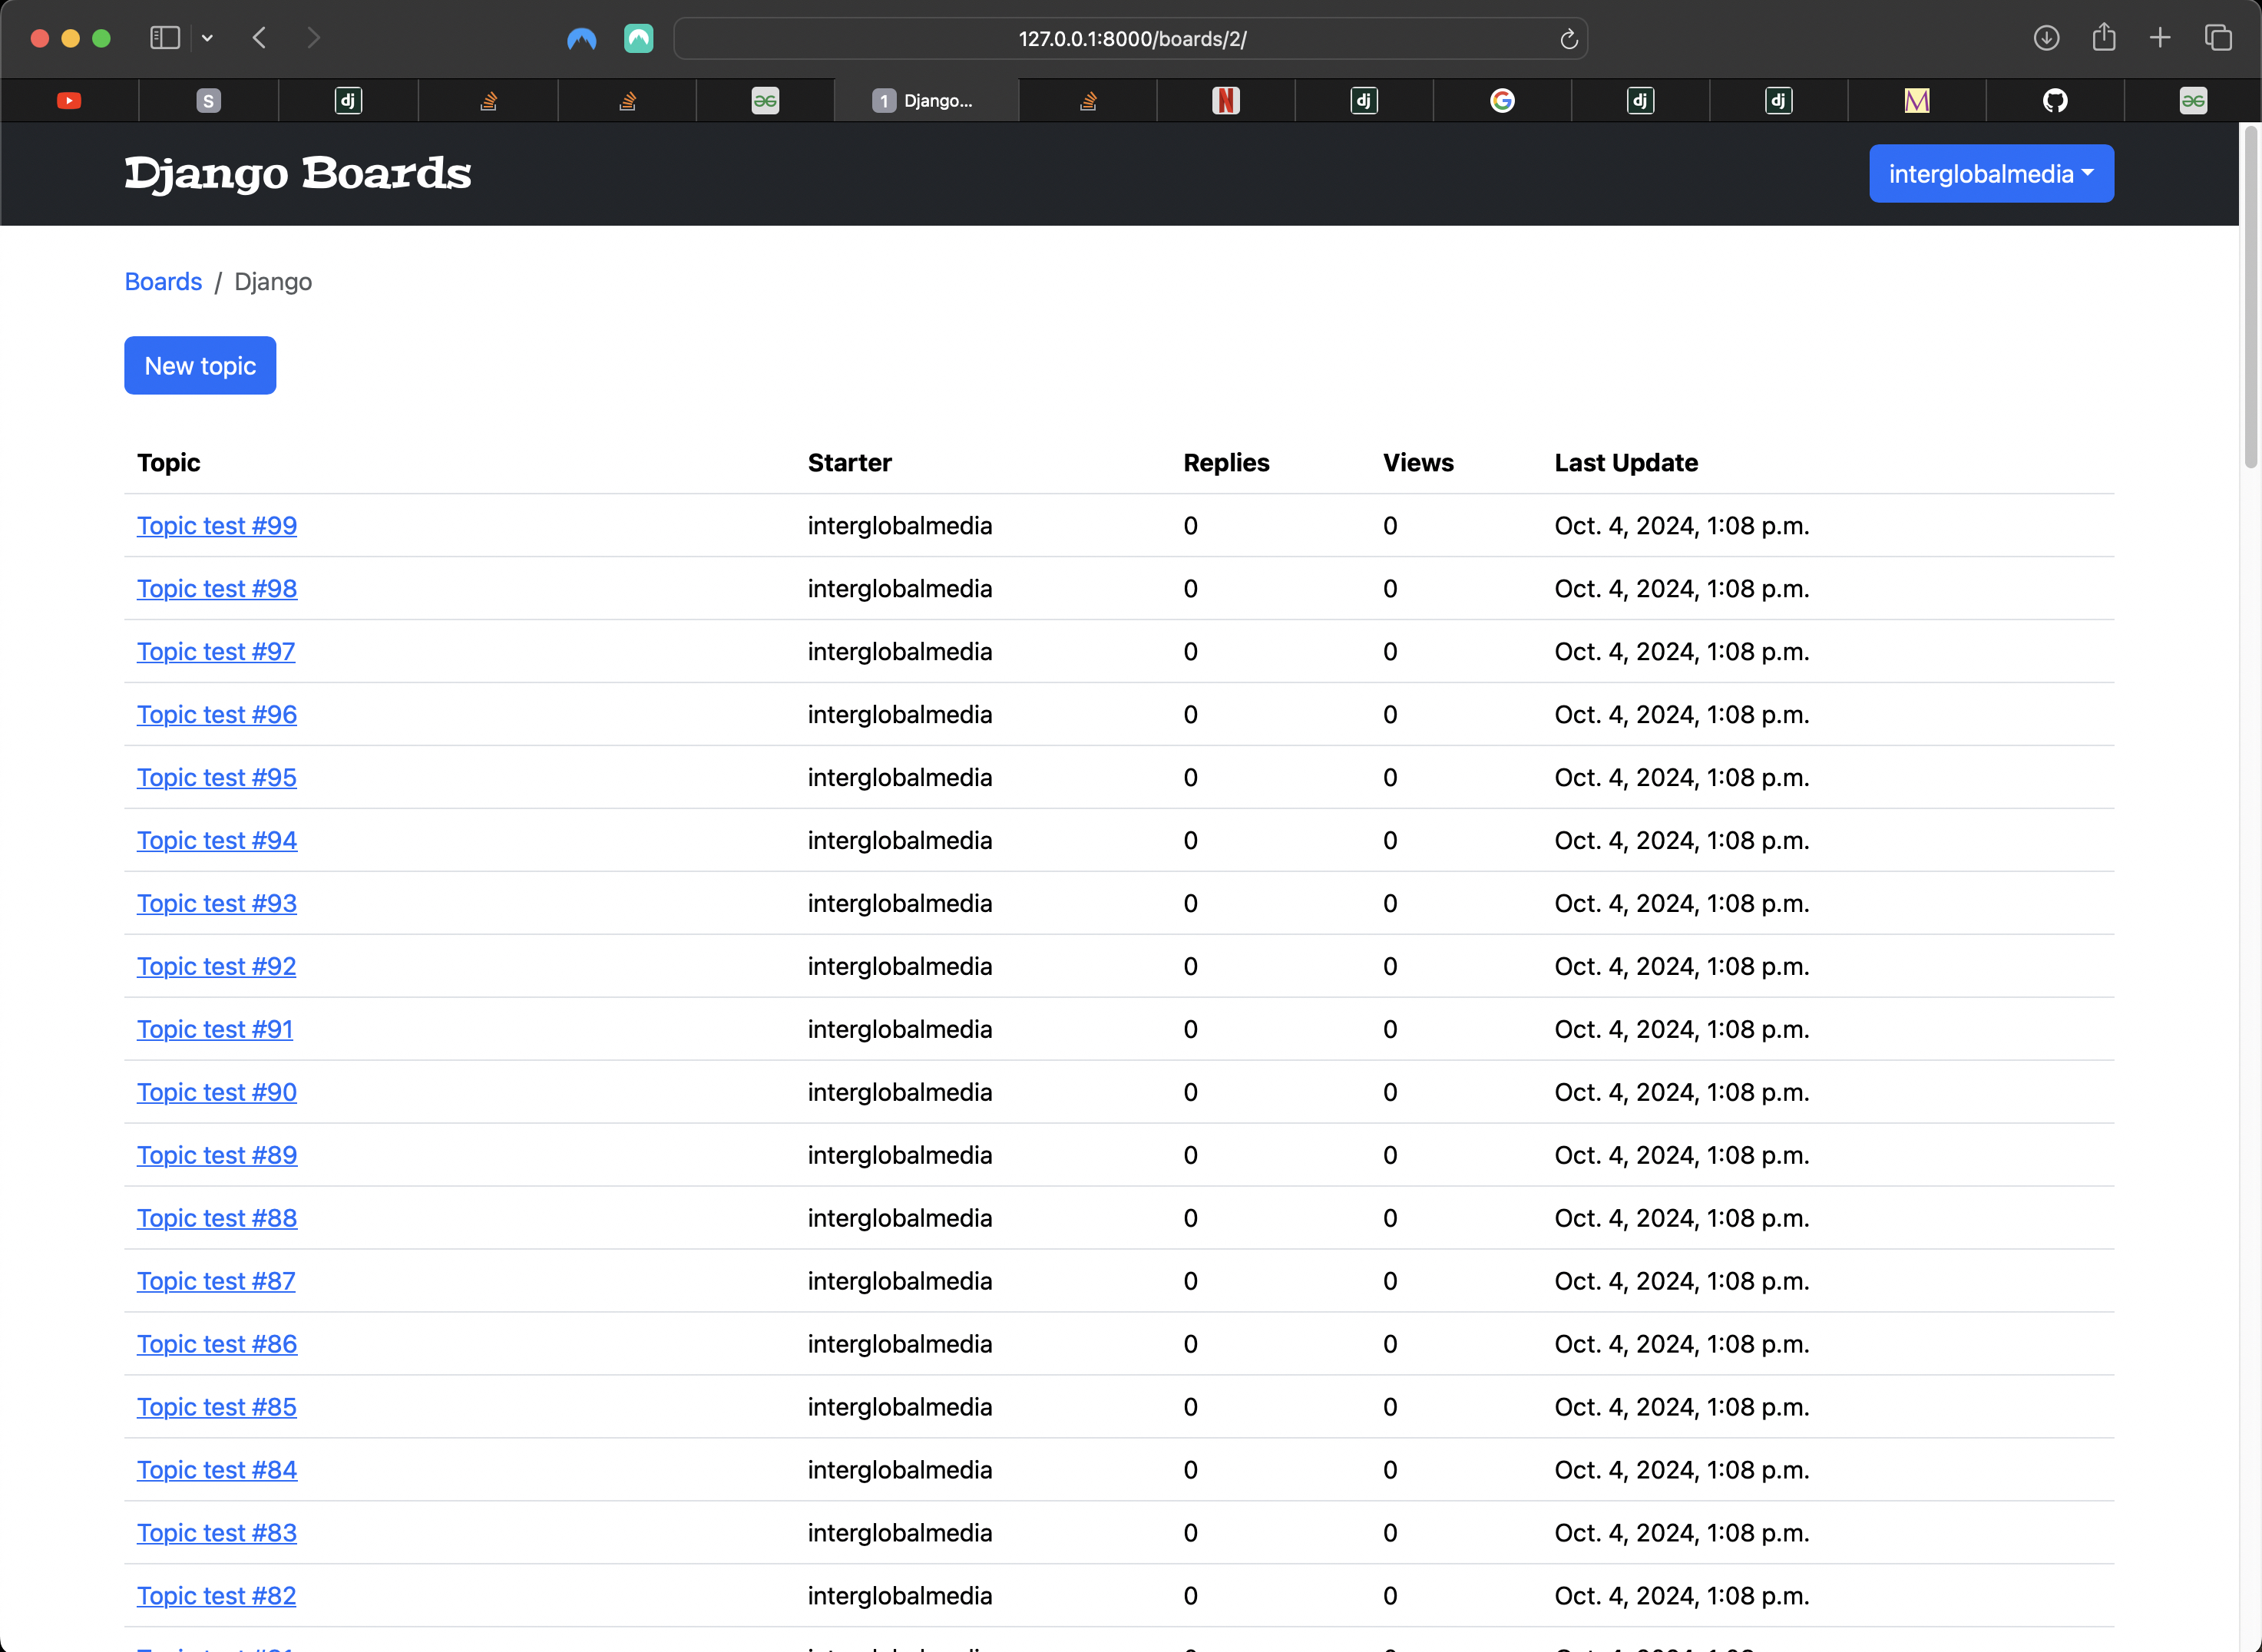 127.0.0.1:8000/boards/2/
S
dj
1 Django...
N
dj
G
dj
dj
M
Django Boards
interglobalmedia
Boards / Django
New topic
Topic Starter Replies Views Last Update
Topic test #99 interglobalmedia 0 0 Oct. 4, 2024, 1:08 p.m.
Topic test #98 interglobalmedia 0 0 Oct. 4, 2024, 1:08 p.m.
Topic test #97 interglobalmedia 0 0 Oct. 4, 2024, 1:08 p.m.
Topic test #96 interglobalmedia 0 0 Oct. 4, 2024, 1:08 p.m.
Topic test #95 interglobalmedia 0 0 Oct. 4, 2024, 1:08 p.m.
Topic test #94 interglobalmedia 0 0 Oct. 4, 2024, 1:08 p.m.
Topic test #93 interglobalmedia 0 0 Oct. 4, 2024, 1:08 p.m.
Topic test #92 interglobalmedia 0 0 Oct. 4, 2024, 1:08 p.m.
Topic test #91 interglobalmedia 0 0 Oct. 4, 2024, 1:08 p.m.
Topic test #90 interglobalmedia 0 0 Oct. 4, 2024, 1:08 p.m.
Topic test #89 interglobalmedia 0 0 Oct. 4, 2024, 1:08 p.m.
Topic test #88 interglobalmedia 0 0 Oct. 4, 2024, 1:08 p.m.
Topic test #87 interglobalmedia 0 0 Oct. 4, 2024, 1:08 p.m.
Topic test #86 interglobalmedia 0 0 Oct. 4, 2024, 1:08 p.m.
Topic test #85 interglobalmedia 0 0 Oct. 4, 2024, 1:08 p.m.
Topic test #84 interglobalmedia 0 0 Oct. 4, 2024, 1:08 p.m.
Topic test #83 interglobalmedia 0 0 Oct. 4, 2024, 1:08 p.m.
Topic test #82 interglobalmedia 0 0 Oct. 4, 2024, 1:08 p.m.